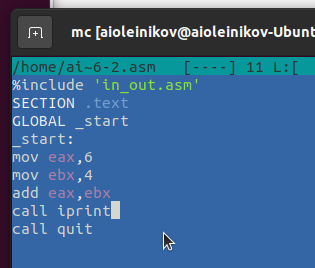 mc [aioleinikov@aioleinikov-Ubunt
/home/ai~6-2.asm [----] 11 L:[
%include 'in_out.asm'
SECTION .text
GLOBAL _start
_start:
mov eax,6
mov ebx,4
add eax,ebx
call iprint
call quit